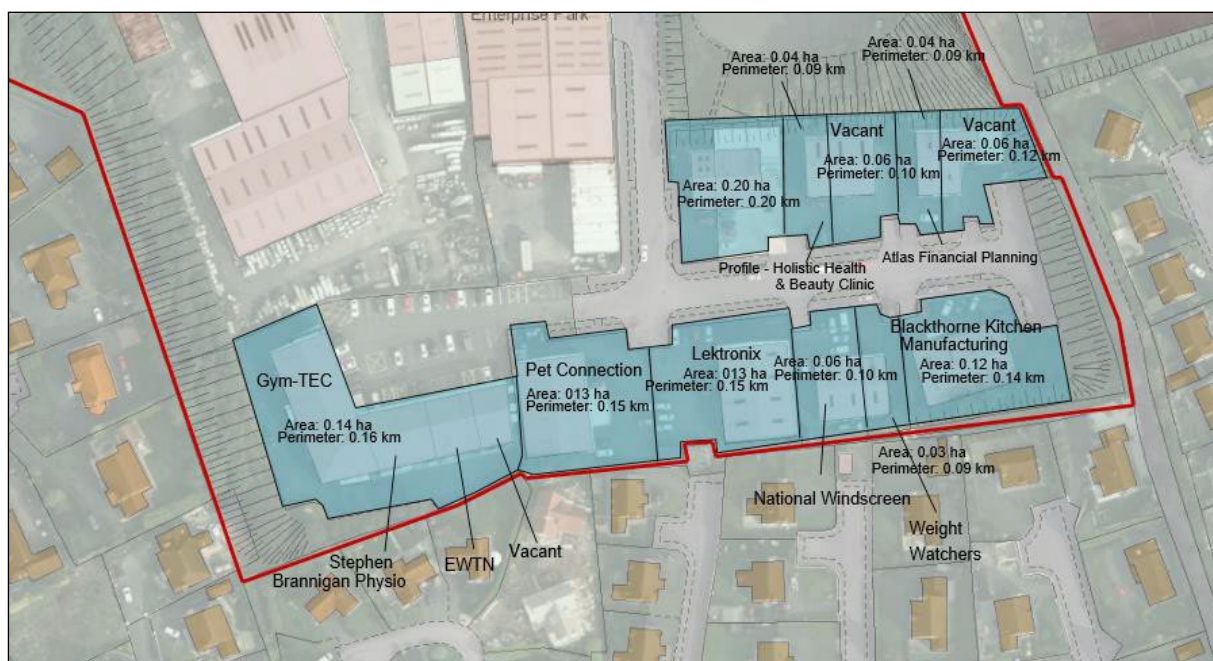 Enterprise Park
Area: 0.04 ha
Perimeter: 0.09 km
Area: 0.04 ha
Perimeter: 0.09 km
Vacant
Area: 0.06 ha
Perimeter: 0.10 km
Vacant
Area: 0.06 ha
Perimeter: 0.12 km
Area: 0.20 ha
Perimeter: 0.20 km
Profile - Holistic Health
& Beauty Clinic
Atlas Financial Planning
Gym-TEC
Area: 0.14 ha
Perimeter: 0.16 km
Pet Connection
Area: 013 ha
Perimeter: 0.15 km
Lektronix
Area: 013 ha
Perimeter: 0.15 km
Area: 0.06 ha
Perimeter: 0.10 km
Blackthorne Kitchen
Manufacturing
Area: 0.12 ha
Perimeter: 0.14 km
Area: 0.03 ha
Perimeter: 0.09 km
National Windscreen
Weight
Watchers
Stephen
Brannigan Physio
EWTN
Vacant